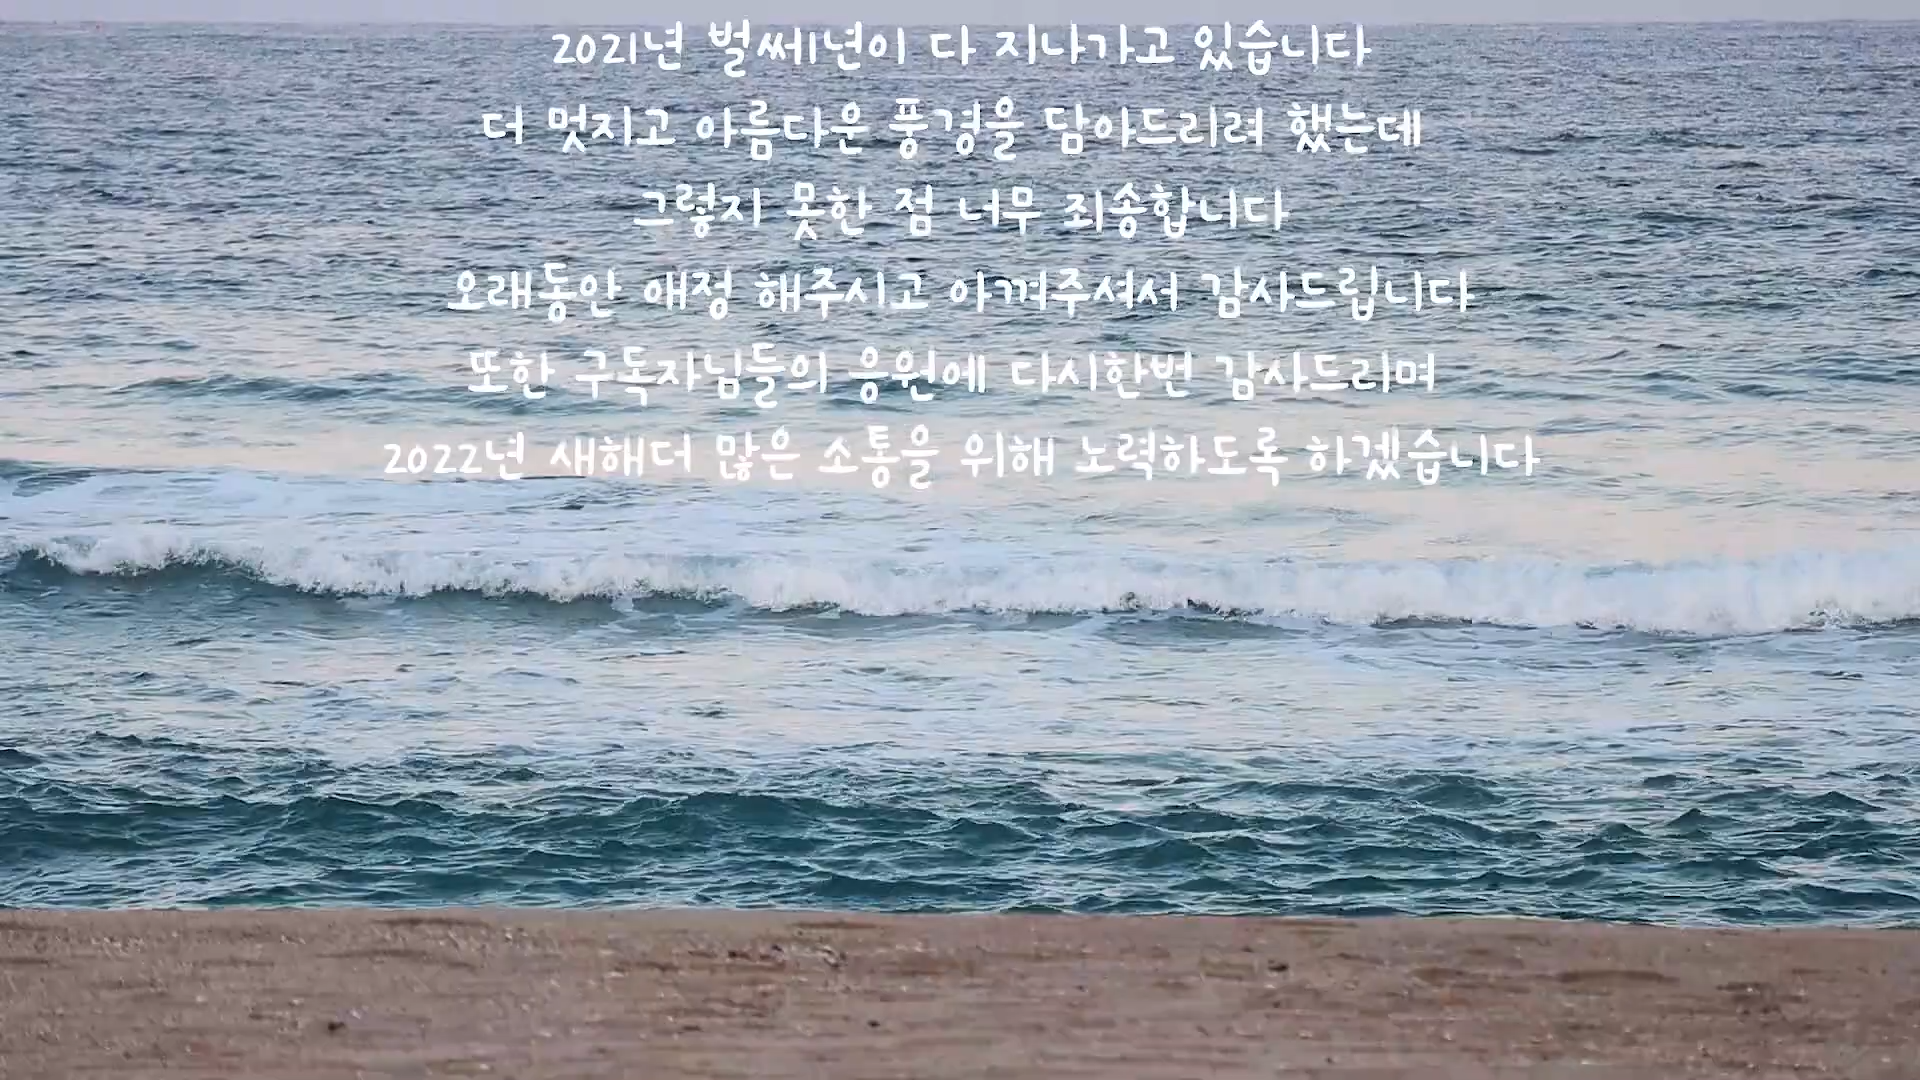 2021년 벌써1년이 다 지나가고 있습니다
더 멋지고 아름다운 풍경을 담아드리려 했는데
그렇지 못한 점 너무 죄송합니다
오래동안 애정 해주시고 아껴주셔서 감사드립니다
또한 구독자님들의 응원에 다시한번 감사드리며
2022년 새해더 많은 소통을 위해 노력하도록 하겠습니다